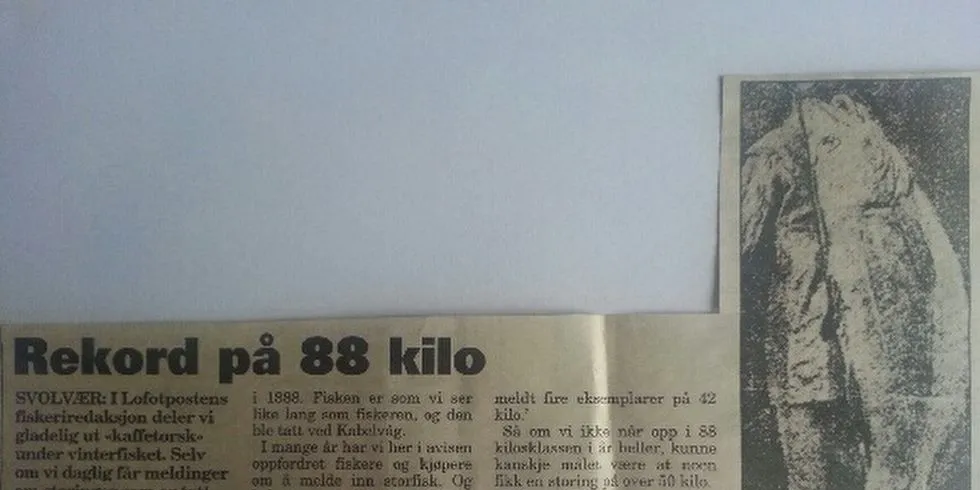 Rekord på 88 kilo
SVOLVÆR: I Lofotpostens
fiskeriredaksjon deler vi
gladelig ut «kaffetorsk»
under vinterfisket. Selv
om vi daglig får meldinger
i 1888. Fisken er som vi ser
like lang som fiskeren, og den
ble tatt ved Kabelvåg.
I mange år har vi her i avisen
oppfordret fiskere og kjøpere
om å melde inn storfisk. Og
meldt fire eksemplarer på 42
kilo.
Så om vi ikke når opp i 88
kilosklassen i år heller, kunne
kanskje målet være at noen
fikk en storing på over 50 kilo.